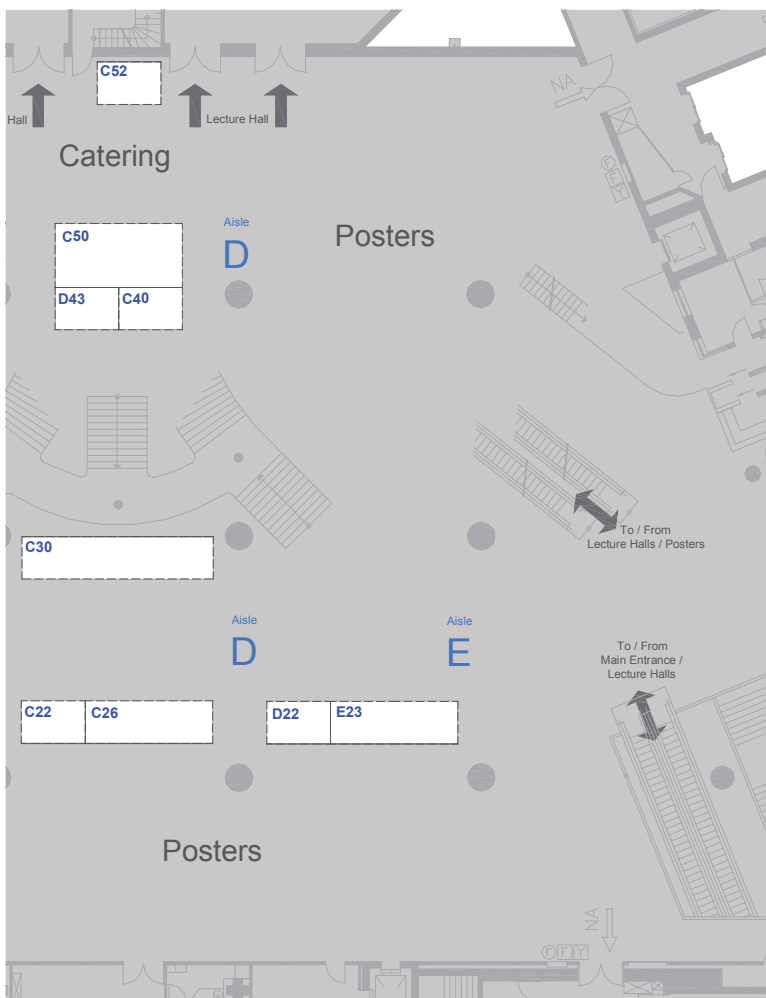 C52
Hall
Lecture Hall
NA
Catering
F
F
Y
Aisle
D
Posters
C50
D43
C40
C30
To / From
Lecture Halls / Posters
Aisle
D
Aisle
E
To / From
Main Entrance /
Lecture Halls
C22
C26
D22
E23
Posters
NA
F F Y